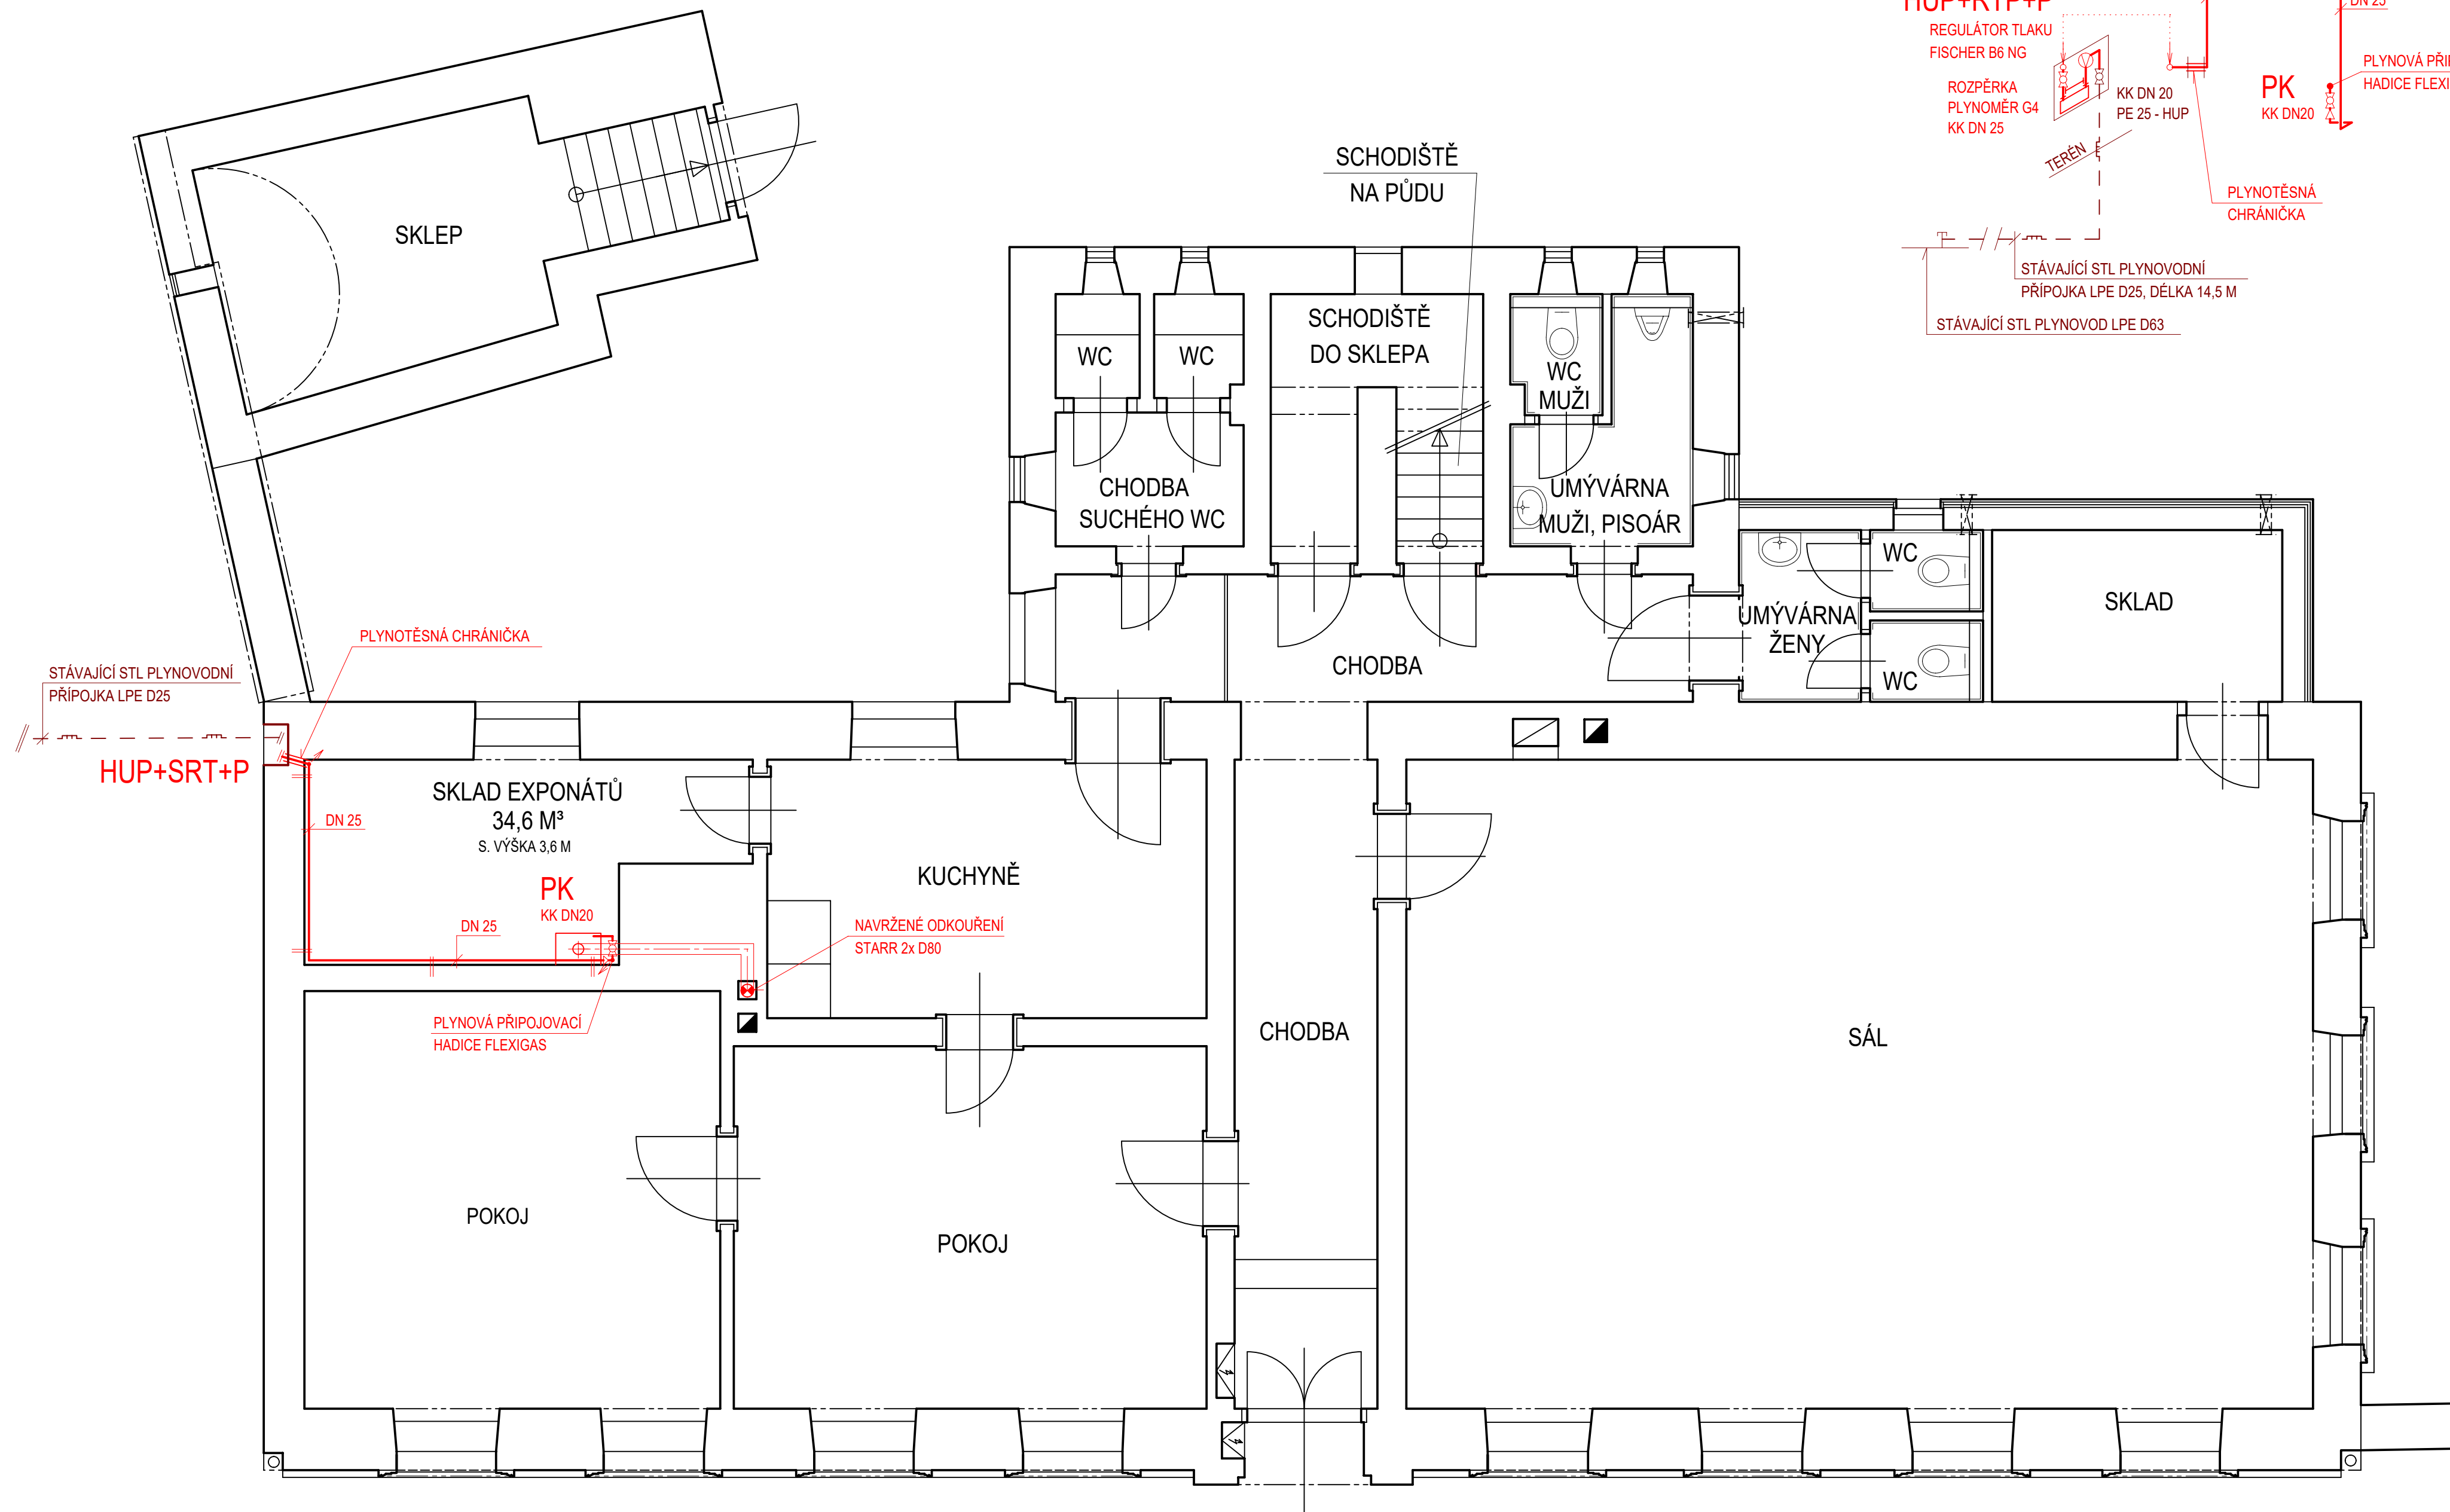 HUP+RTP+P
REGULÁTOR TLAKU
FISCHER B6 NG
ROZPĚRKA
PLYNOMĚR G4
KK DN 25
KK DN 20
PE 25 - HUP
TERÉN
DN 25
PLYNOVÁ PŘI
HADICE FLEXI
PK
KK DN20
PLYNOTĚSNÁ
CHRÁNIČKA
STÁVAJÍCÍ STL PLYNOVODNÍ
PŘÍPOJKA LPE D25, DÉLKA 14,5 M
STÁVAJÍCÍ STL PLYNOVOD LPE D63
SKLEP
SCHODIŠTĚ
NA PŮDU
WC
WC
SCHODIŠTĚ
DO SKLEPA
WC
MUŽI
CHODBA
SUCHÉHO WC
UMÝVÁRNA
MUŽI, PISOÁR
WC
UMÝVÁRNA
ŽENY
WC
SKLAD
CHODBA
PLYNOTĚSNÁ CHRÁNIČKA
STÁVAJÍCÍ STL PLYNOVODNÍ
PŘÍPOJKA LPE D25
HUP+SRT+P
SKLAD EXPONÁTŮ
34,6 M³
S. VÝŠKA 3,6 M
DN 25
PK
KK DN20
DN 25
KUCHYNĚ
NAVRŽENÉ ODKOUŘENÍ
STARR 2x D80
PLYNOVÁ PŘIPOJOVACÍ
HADICE FLEXIGAS
CHODBA
SÁL
POKOJ
POKOJ